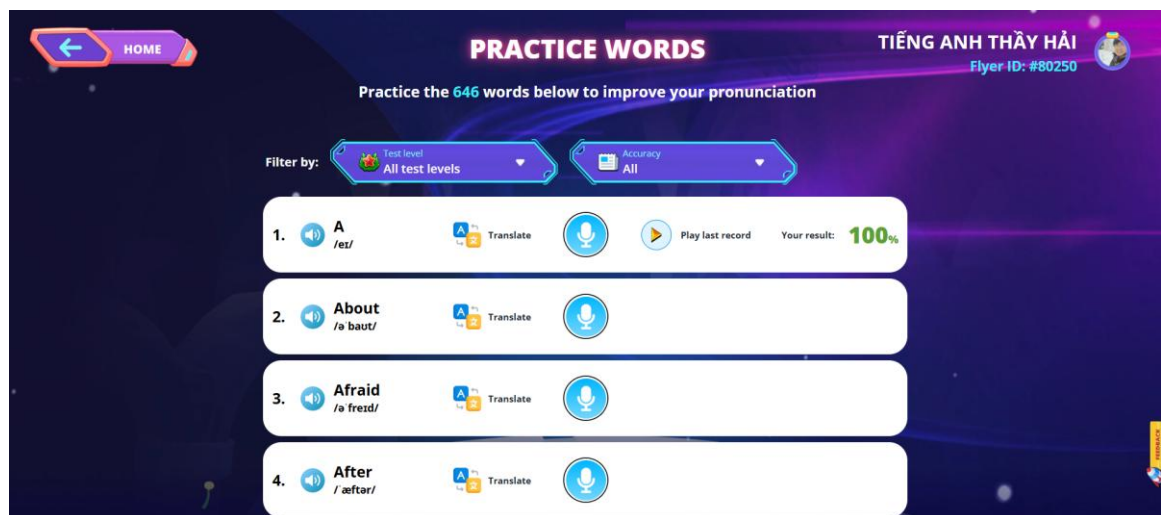 HOME
PRACTICE WORDS
TIẾNG ANH THẦY HẢI
Flyer ID: #80250
Practice the 646 words below to improve your pronunciation
Filter by:
Test level
All test levels
Accuracy
All
1. A
/eɪ/
Translate
Play last record
Your result: 100%
2. About
/əˈbaʊt/
Translate
3. Afraid
/əˈfreɪd/
Translate
4. After
/ˈæftər/
Translate
FEEDBACK